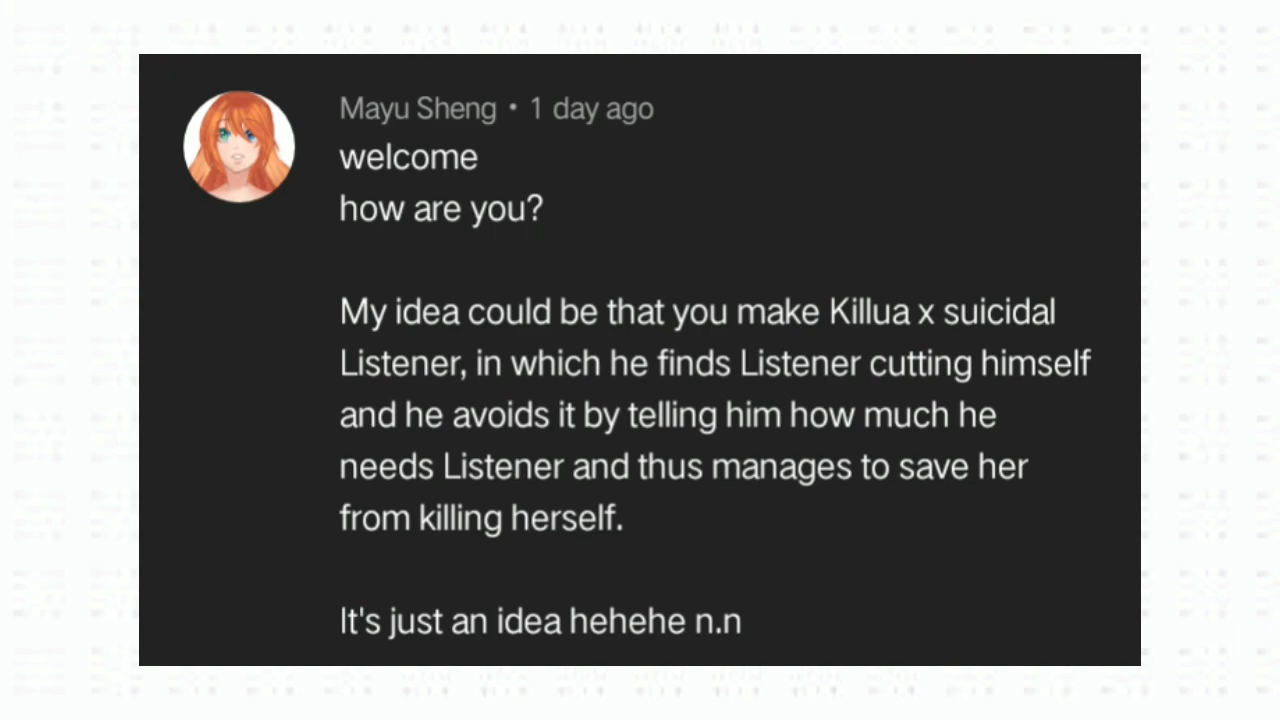 Mayu Sheng • 1 day ago
welcome
how are you?
My idea could be that you make Killua x suicidal
Listener, in which he finds Listener cutting himself
and he avoids it by telling him how much he
needs Listener and thus manages to save her
from killing herself.
It's just an idea hehehe n.n